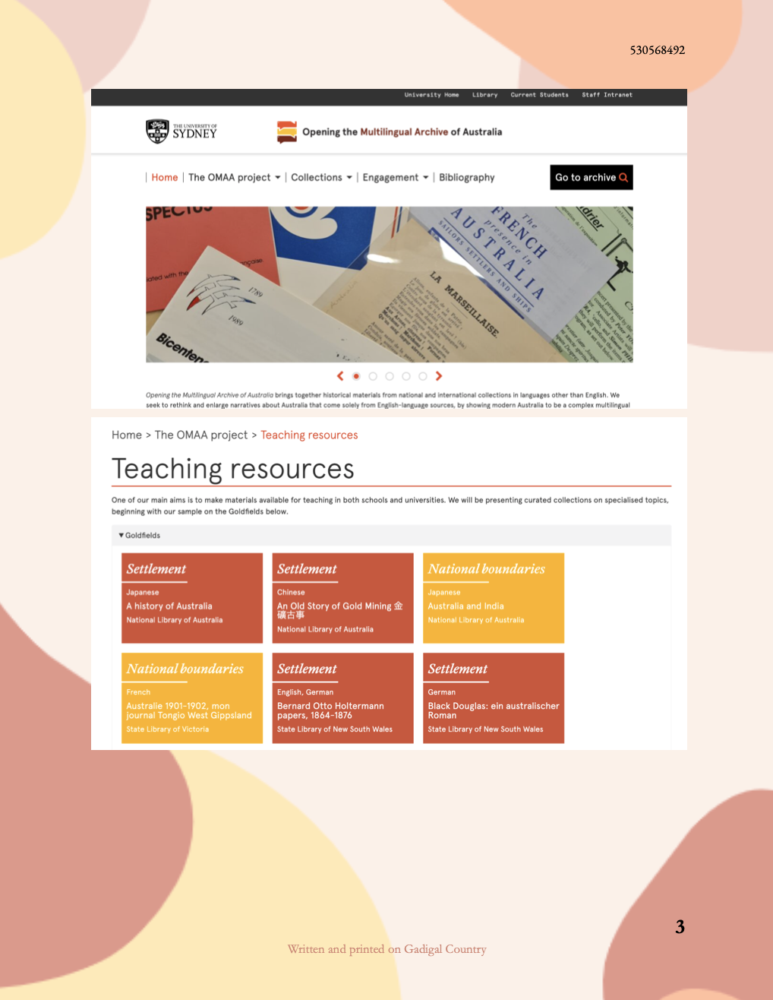 530568492
University Home Library Current Students Staff Intranet
THE UNIVERSITY OF
SYDNEY
Opening the Multilingual Archive of Australia
Home | The OMAA project | Collections | Engagement | Bibliography
Go to archive
SPECTUS
ated with the
çaise
1789
1989
Bicenten
LA MARSEILLAISE
The
FRENCH
presence in
AUSTRALIA
SAILORS SETTLERS AND SHIPS
drier
Opening the Multilingual Archive of Australia brings together historical materials from national and international collections in languages other than English. We
seek to rethink and enlarge narratives about Australia that come solely from English-language sources, by showing modern Australia to be a complex multilingual
Home > The OMAA project > Teaching resources
Teaching resources
One of our main aims is to make materials available for teaching in both schools and universities. We will be presenting curated collections on specialised topics,
beginning with our sample on the Goldfields below.
▼ Goldfields
Settlement
Japanese
A history of Australia
National Library of Australia
Settlement
Chinese
An Old Story of Gold Mining 金
礦古事
National Library of Australia
National boundaries
Japanese
Australia and India
National Library of Australia
National boundaries
French
Australie 1901-1902, mon
journal Tongio West Gippsland
State Library of Victoria
Settlement
English, German
Bernard Otto Holtermann
papers, 1864-1876
State Library of New South Wales
Settlement
German
Black Douglas: ein australischer
Roman
State Library of New South Wales
3
Written and printed on Gadigal Country